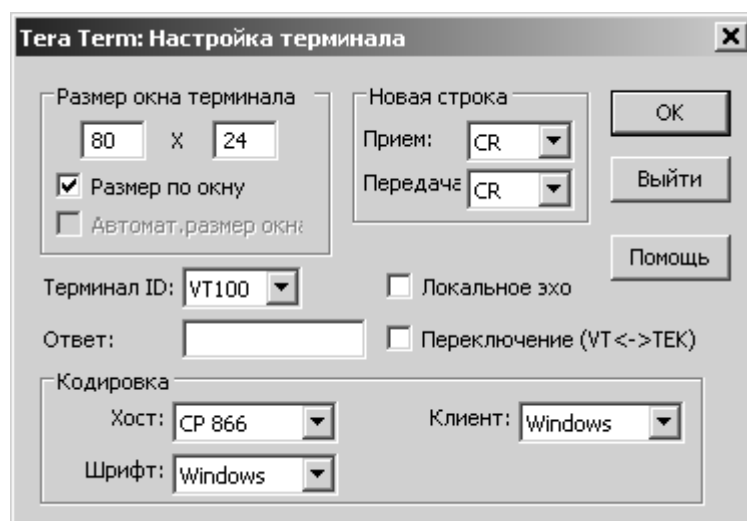 Tera Term: Настройка терминала
Размер окна терминала
80 X 24
Размер по окну
Автомат.размер окна
Новая строка
Прием: CR
Передача CR
OK
Выйти
Помощь
Терминал ID: VT100
Локальное эхо
Ответ:
Переключение (VT<->TEK)
Кодировка
Хост: CP 866
Клиент: Windows
Шрифт: Windows